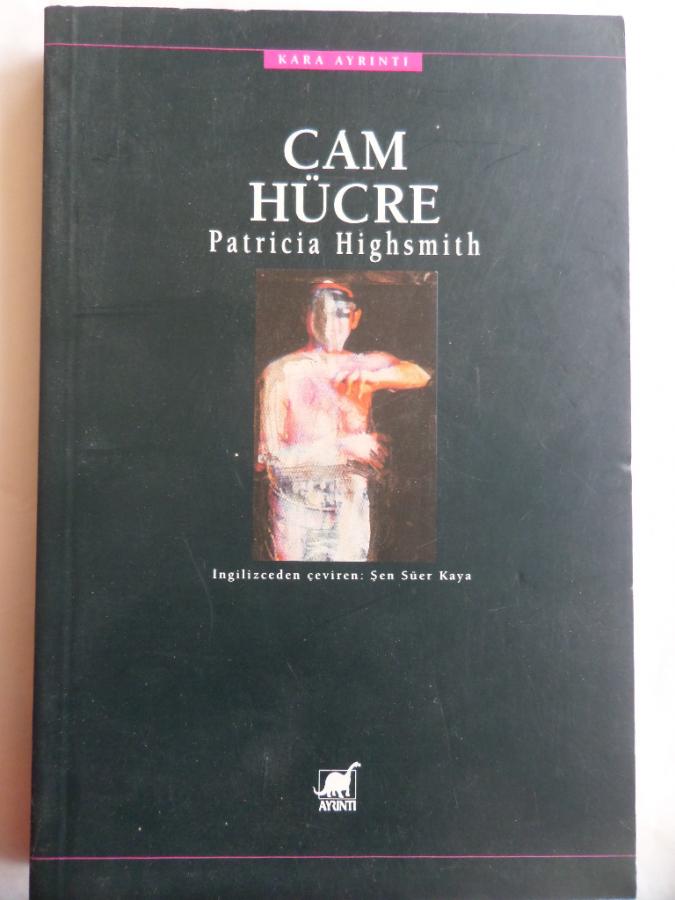 KARA AYRINTI
CAM
HÜCRE
Patricia Highsmith
İngilizceden çeviren: Şen Süer Kaya
AYRINTI